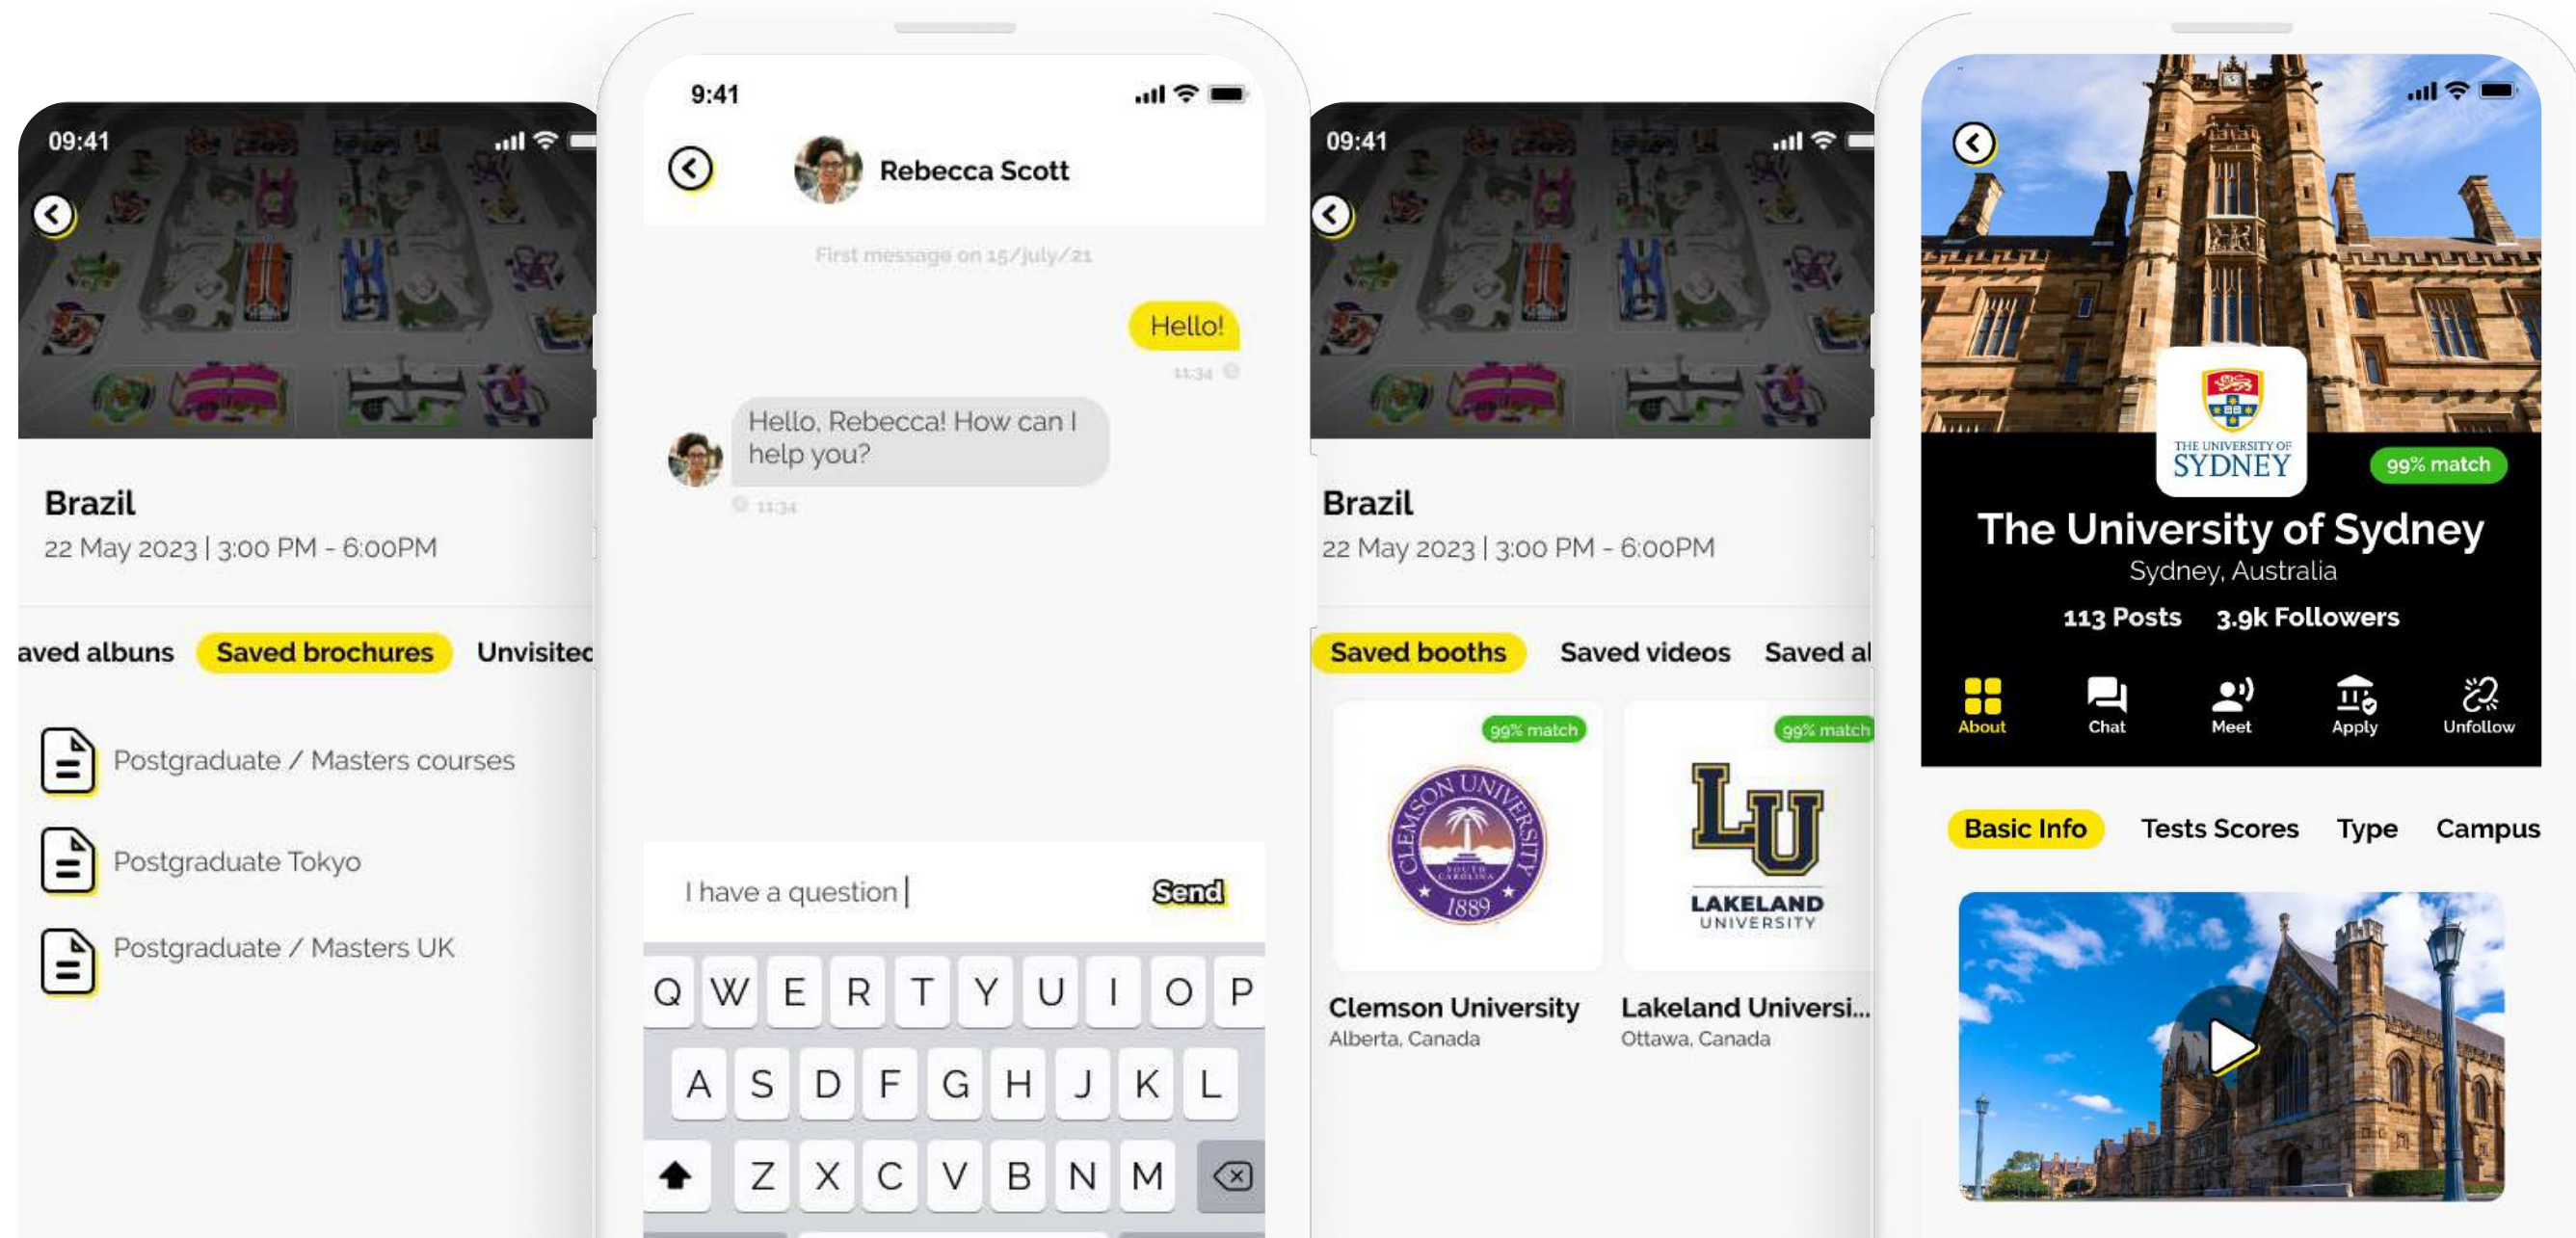 09:41
Brazil
22 May 2023 | 3:00 PM - 6:00PM
aved albuns Saved brochures Unvisited
Postgraduate / Masters courses
Postgraduate Tokyo
Postgraduate / Masters UK
9:41
Rebecca Scott
First message on 15/july/21
Hello!
11:34
Hello, Rebecca! How can I
help you?
11:34
I have a question
Send
Q W E R T Y U I O P
A S D F G H J K L
Z X C V B N M
09:41
Brazil
22 May 2023 | 3:00 PM - 6:00PM
Saved booths Saved videos Saved al
99% match
CLEMSON UNIVERSITY
SOUTH
CAROLINA
1889
Clemson University
Alberta, Canada
99% match
LU
LAKELAND
UNIVERSITY
Lakeland Universi...
Ottawa, Canada
THE UNIVERSITY OF
SYDNEY
99% match
The University of Sydney
Sydney, Australia
113 Posts 3.9k Followers
About Chat Meet Apply Unfollow
Basic Info Tests Scores Type Campus